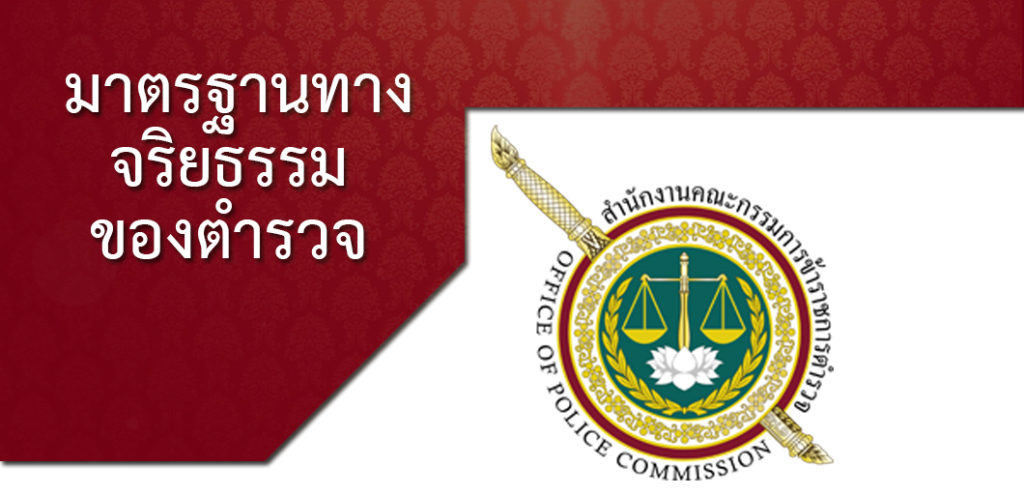 มาตรฐานทาง
จริยธรรม
ของตำรวจ
สำนักงานคณะกรรมการข้าราชการตำรวจ
OFFICE OF POLICE COMMISSION